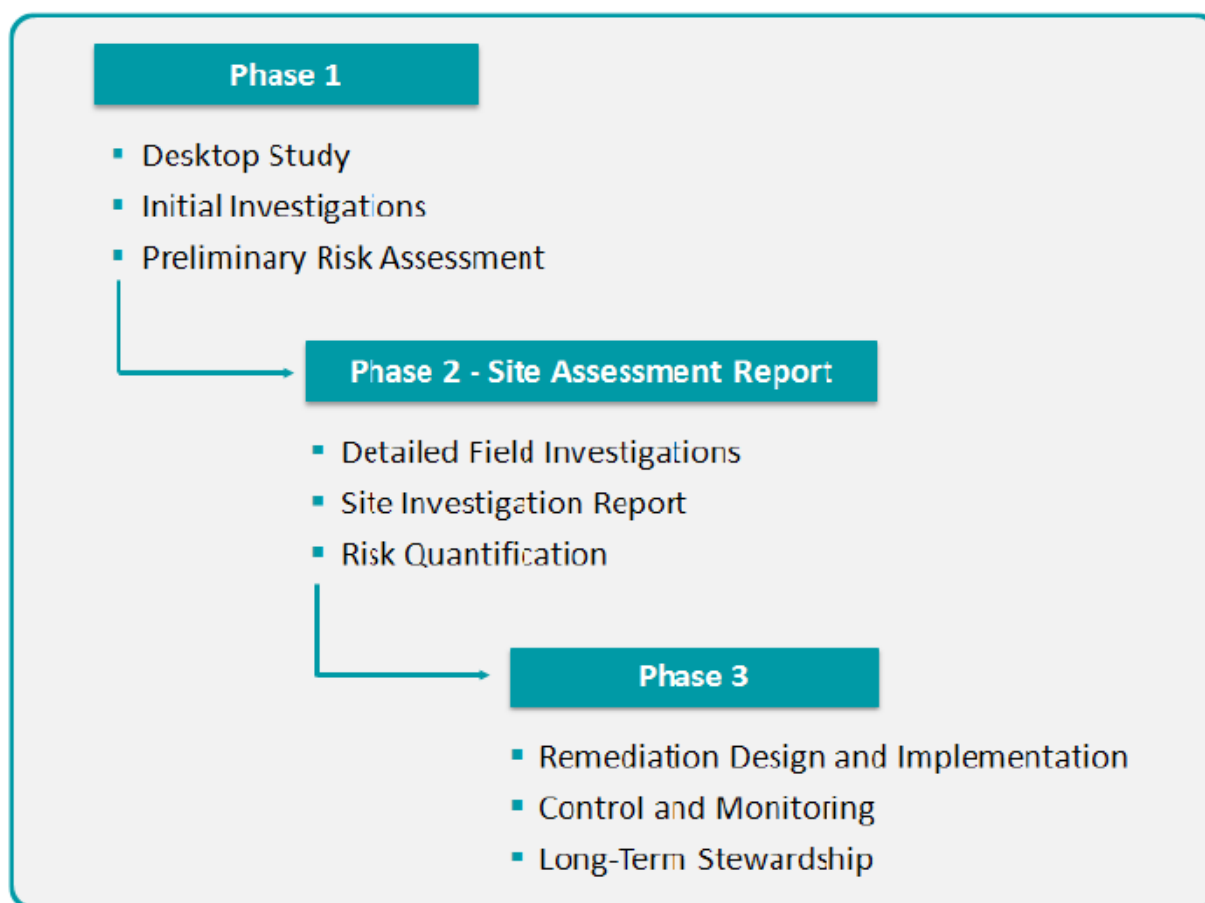 Phase 1
Desktop Study
Initial Investigations
Preliminary Risk Assessment
Phase 2 - Site Assessment Report
Detailed Field Investigations
Site Investigation Report
Risk Quantification
Phase 3
Remediation Design and Implementation
Control and Monitoring
Long-Term Stewardship